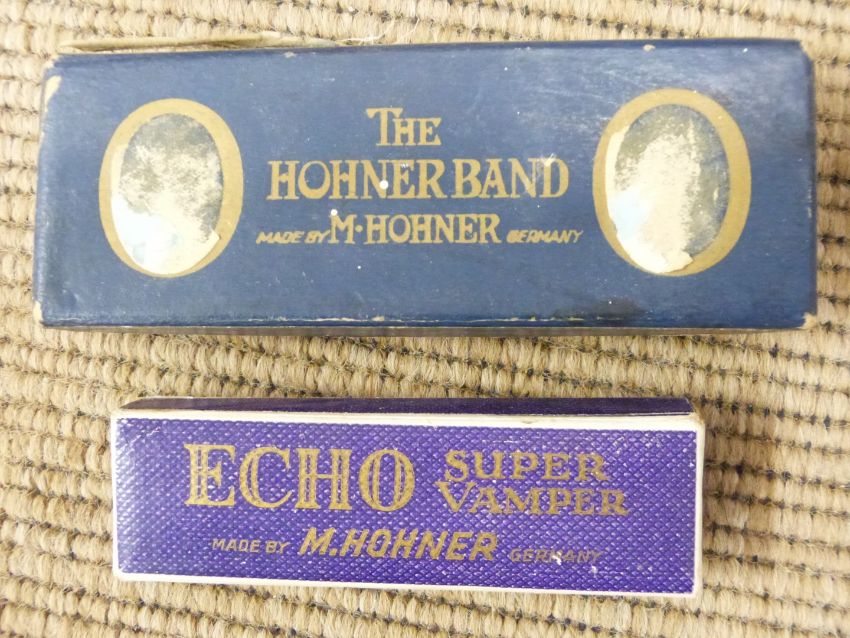 THE
HOHNER BAND
MADE BY M. HOHNER GERMANY
ECHO SUPER
VAMPER
MADE BY M. HOHNER GERMANY